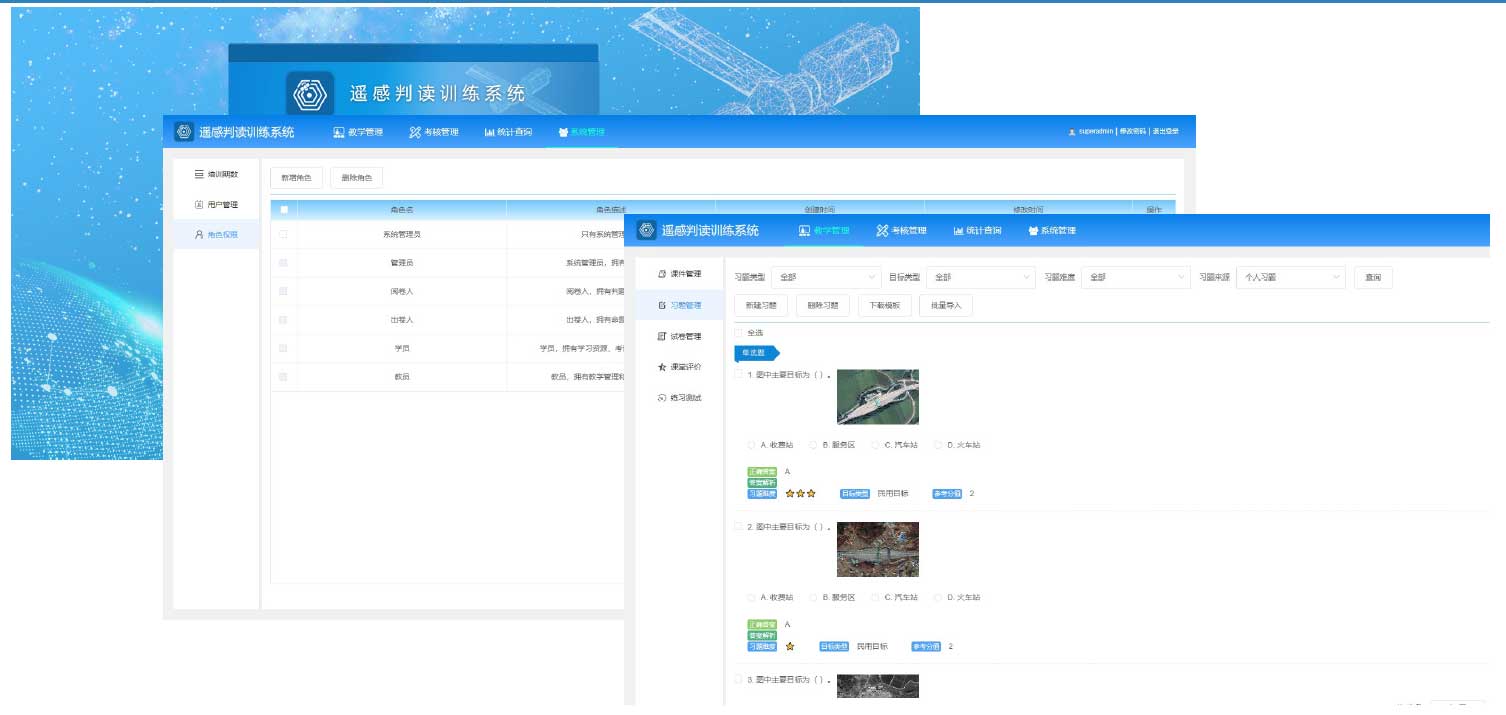 遥感判读训练系统
遥感判读训练系统 教学管理 考核管理 统计查询 系统管理 superadmin | 修改密码 | 退出登录
培训期数
用户管理
角色权限
新增角色 删除角色
角色名 角色描述 创建时间 修改时间 操作
系统管理员 只有系统管理
管理员 系统管理员,拥有
阅卷人 阅卷人,拥有判
出卷人 出卷人,拥有命题
学员 学员,拥有学习资源、考
教员 教员,拥有教学管理
遥感判读训练系统 教学管理 考核管理 统计查询 系统管理
课件管理
习题管理
试卷管理
课堂评价
练习测试
习题类型 全部 目标类型 全部 习题难度 全部 习题来源 个人习题 查询
新建习题 删除习题 下载模板 批量导入
全选
单选题
1. 图中主要目标为( )。
A. 收费站 B. 服务区 C. 汽车站 D. 火车站
正确答案 A
答案解析
习题难度 目标类型 民用目标 参考分值 2
2. 图中主要目标为( )。
A. 收费站 B. 服务区 C. 汽车站 D. 火车站
正确答案 A
答案解析
习题难度 目标类型 民用目标 参考分值 2
3. 图中主要目标为( )。